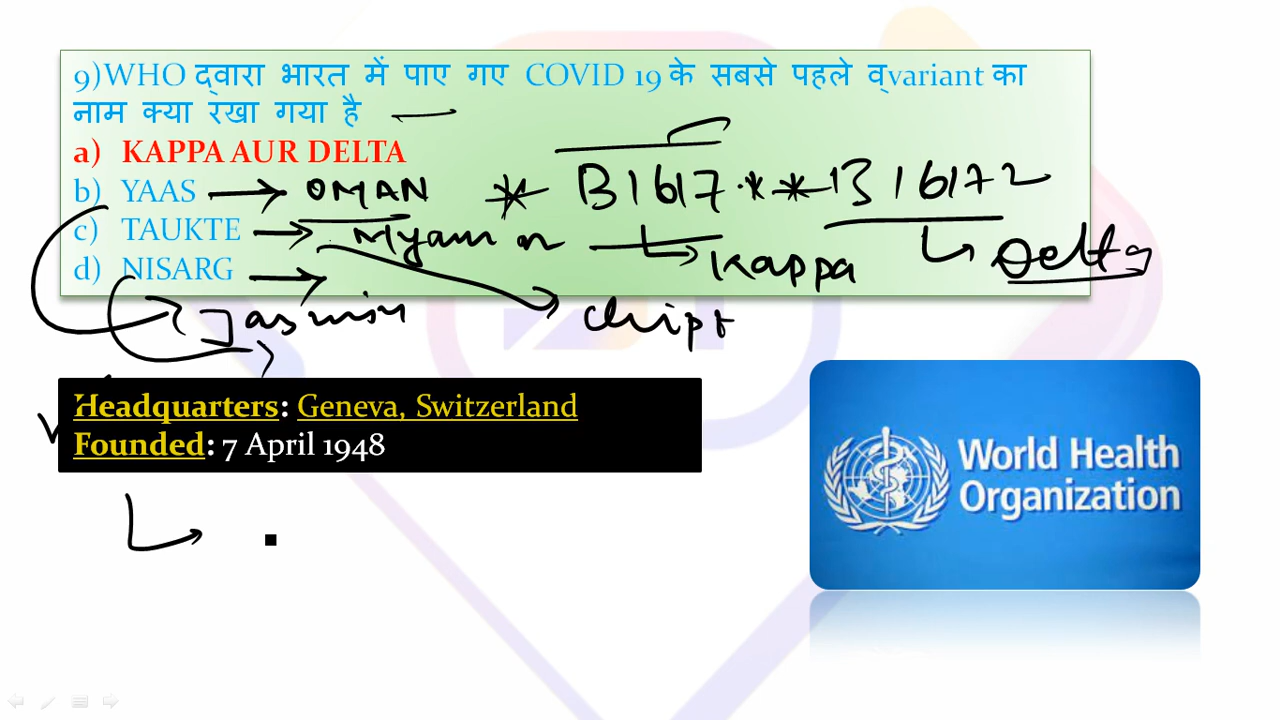 9)WHO द्वारा भारत में पाए गए COVID 19 के सबसे पहले व्variant का
नाम क्या रखा गया है
a) KAPPA AUR DELTA
b) YAAS → OMAN * B1617 ** B16172
c) TAUKTE → Myanmar → Kappa Delta
d) NISARG →
Jasmin
Headquarters: Geneva, Switzerland
Founded: 7 April 1948
World Health
Organization